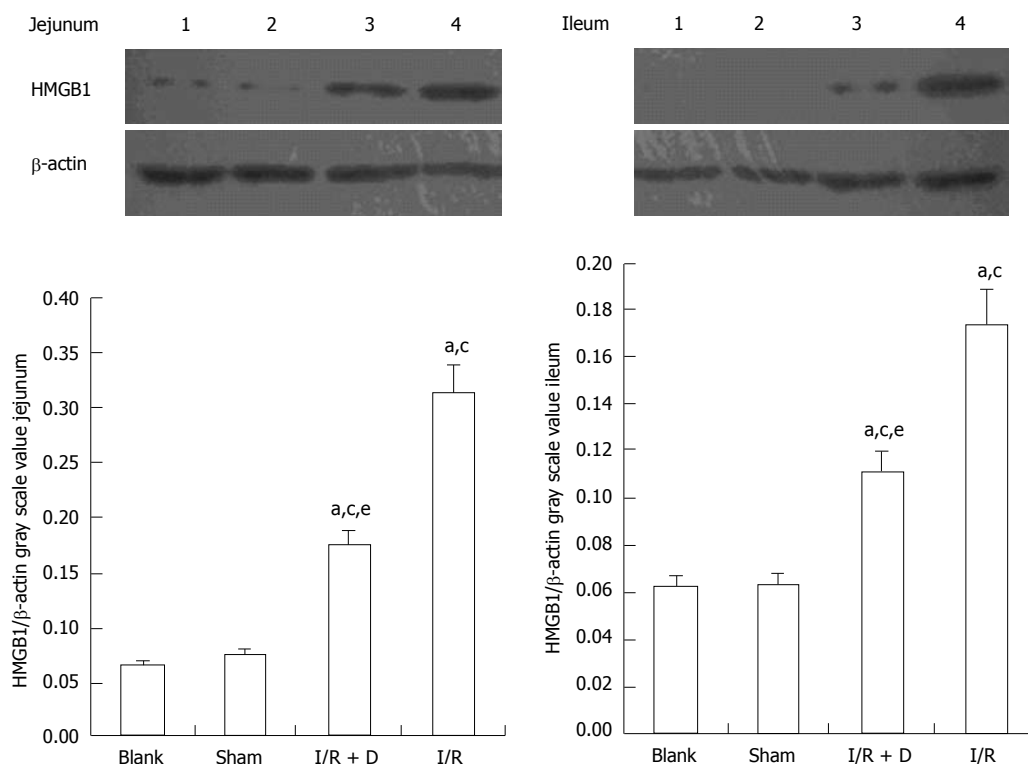 Jejunum 1 2 3 4
HMGB1
β-actin
HMGB1/β-actin gray scale value jejunum
0.40
0.35
0.30
0.25
0.20
0.15
0.10
0.05
0.00
a,c,e
a,c
Blank Sham I/R + D I/R
Ileum 1 2 3 4
HMGB1/β-actin gray scale value ileum
0.20
0.18
0.16
0.14
0.12
0.10
0.08
0.06
0.04
0.02
0.00
a,c,e
a,c
Blank Sham I/R + D I/R